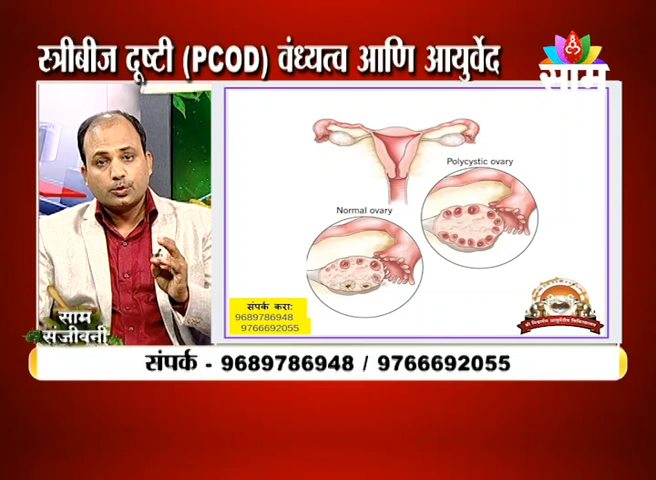 स्त्रीबीज दूष्टी (PCOD) वंध्यत्व आणि आयुर्वेद
साम
Polycystic ovary
Normal ovary
संपर्क करा:
9689786948
9766692055
साम
संजीवनी
संपर्क - 9689786948 / 9766692055